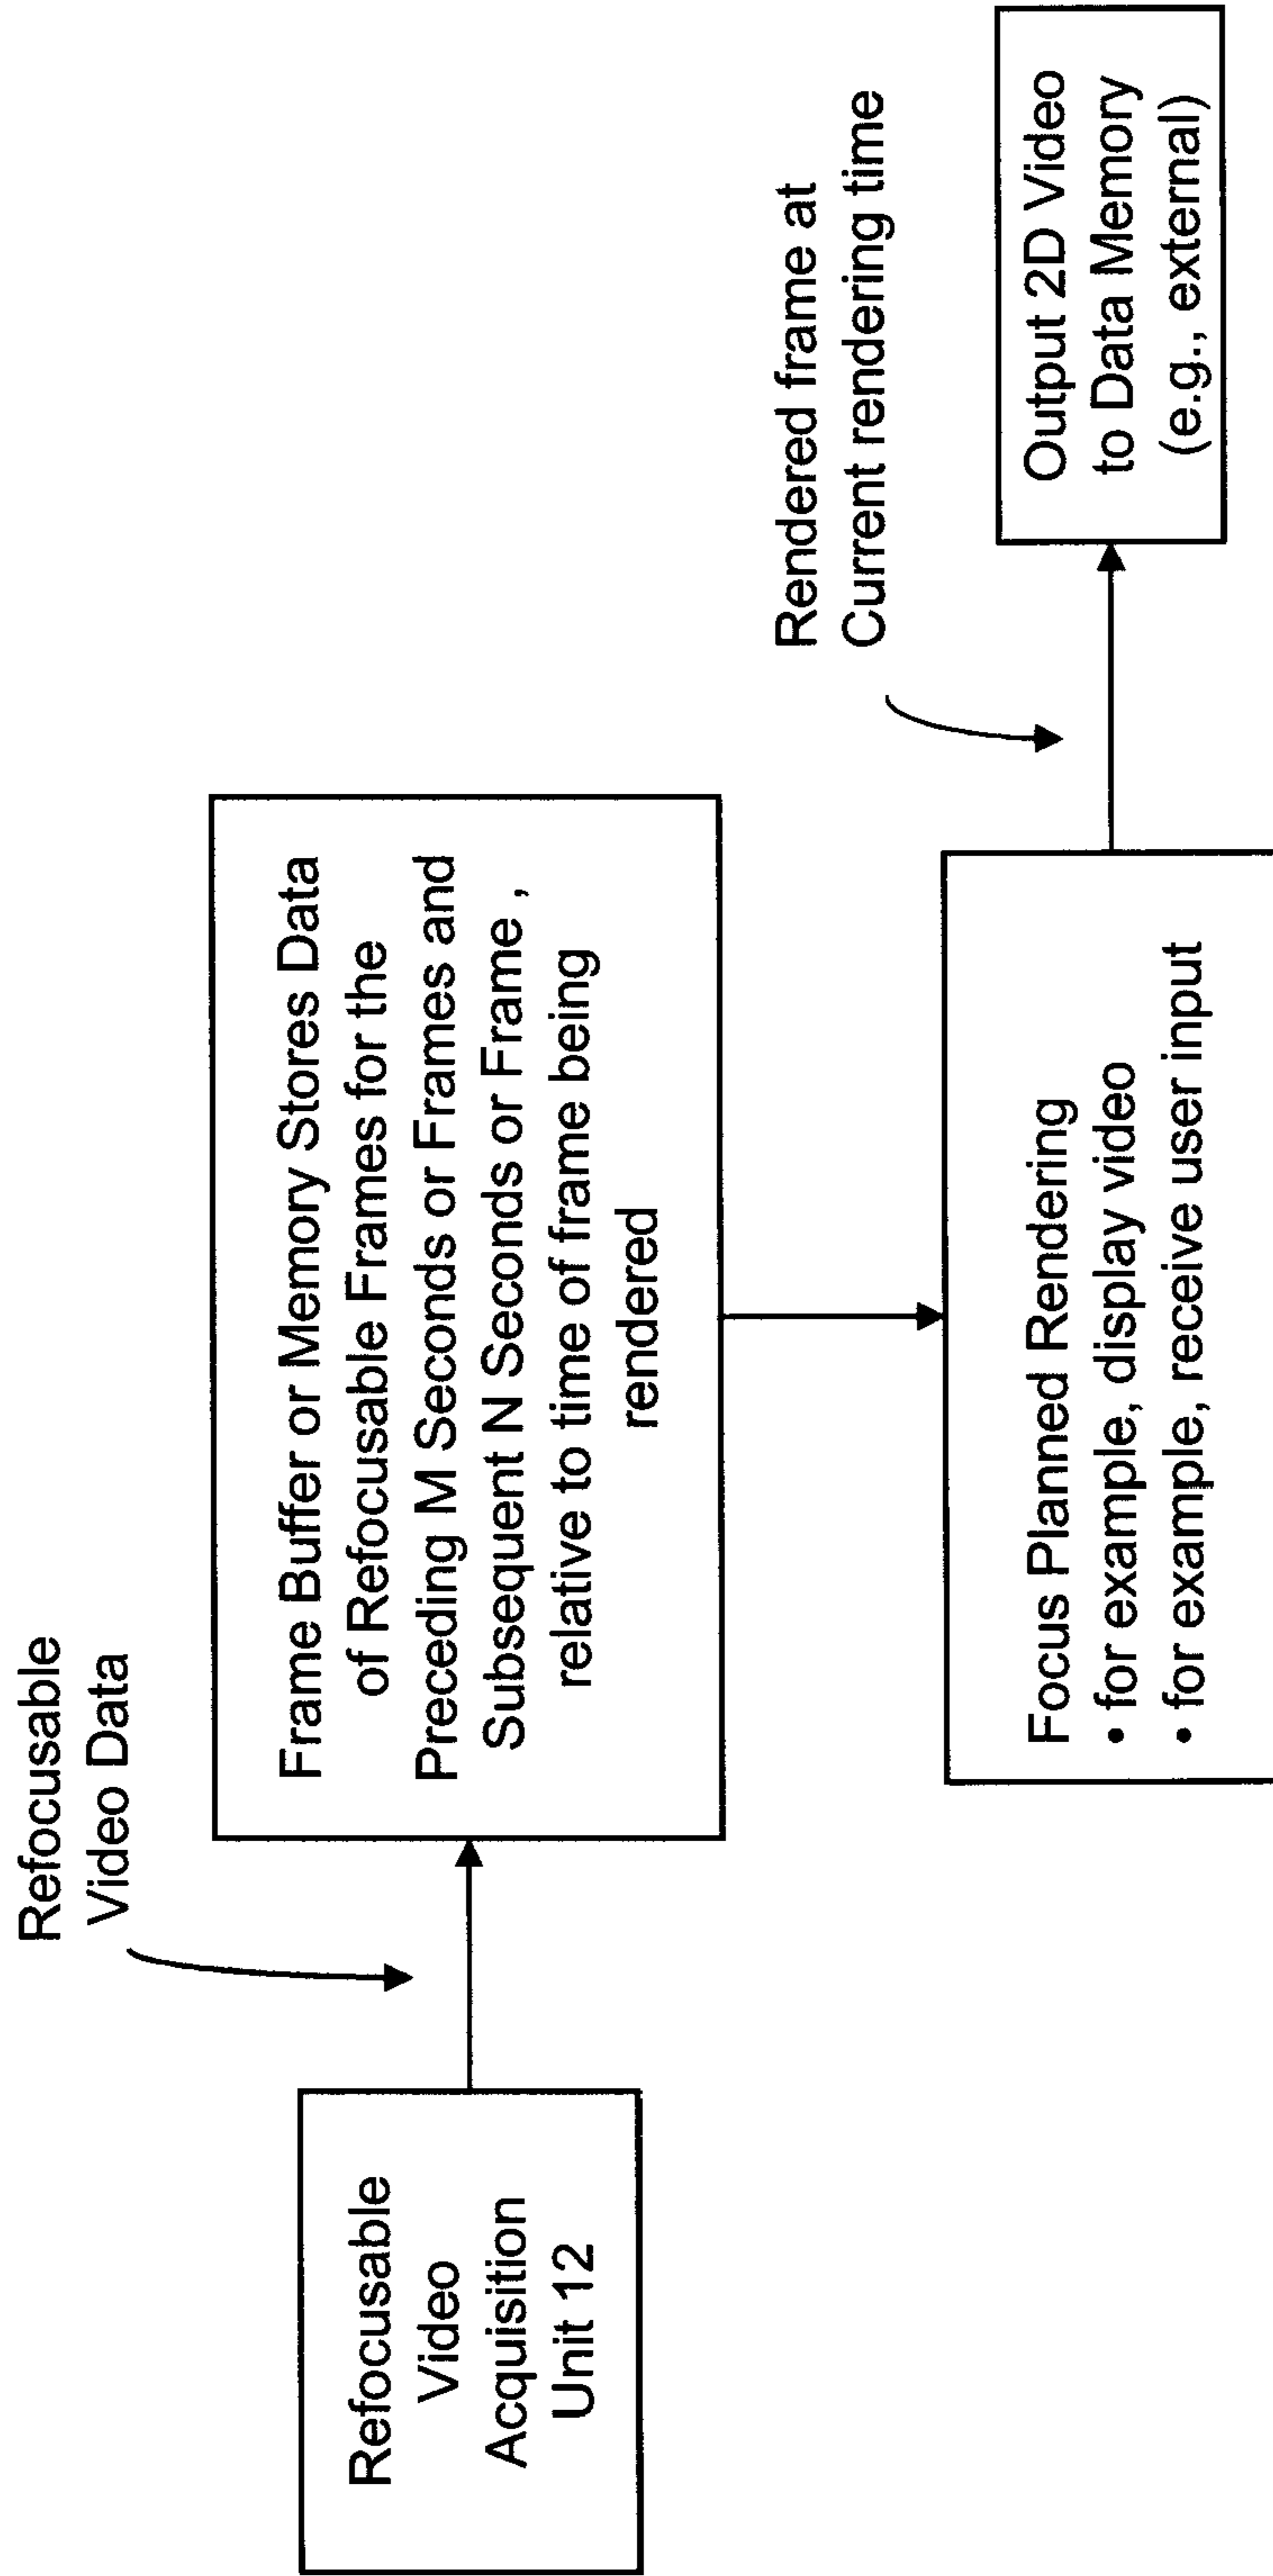 Refocusable
Video Data
Refocusable
Video
Acquisition
Unit 12
Frame Buffer or Memory Stores Data
of Refocusable Frames for the
Preceding M Seconds or Frames and
Subsequent N Seconds or Frame ,
relative to time of frame being
rendered
Rendered frame at
Current rendering time
Focus Planned Rendering
• for example, display video
• for example, receive user input
Output 2D Video
to Data Memory
(e.g., external)